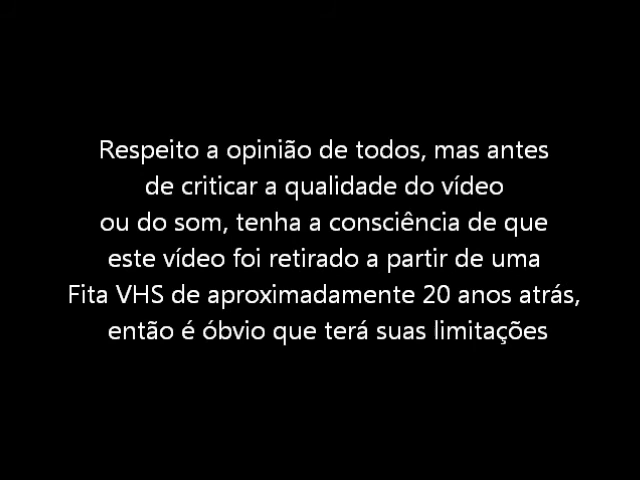 Respeito a opinião de todos, mas antes
de criticar a qualidade do vídeo
ou do som, tenha a consciência de que
este vídeo foi retirado a partir de uma
Fita VHS de aproximadamente 20 anos atrás,
então é óbvio que terá suas limitações